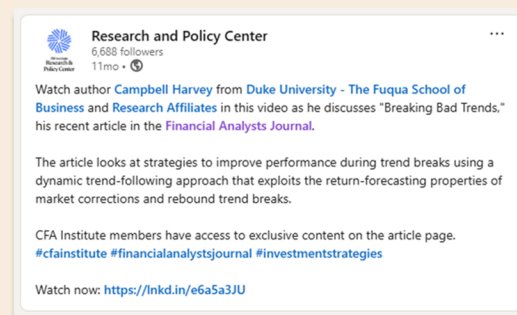 Research and Policy Center
6,688 followers
11mo •
Research &
Policy Center
Watch author Campbell Harvey from Duke University - The Fuqua School of
Business and Research Affiliates in this video as he discusses "Breaking Bad Trends,"
his recent article in the Financial Analysts Journal.
The article looks at strategies to improve performance during trend breaks using a
dynamic trend-following approach that exploits the return-forecasting properties of
market corrections and rebound trend breaks.
CFA Institute members have access to exclusive content on the article page.
#cfainstitute #financialanalystsjournal #investmentstrategies
Watch now: https://lnkd.in/e6a5a3JU